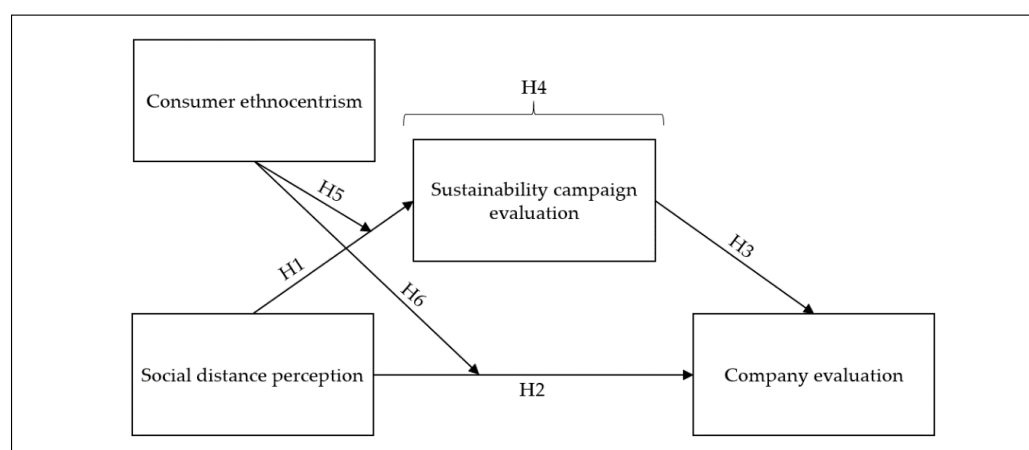 H4
Consumer ethnocentrism
Sustainability campaign
evaluation
H5
H3
H1
H6
Social distance perception
Company evaluation
H2